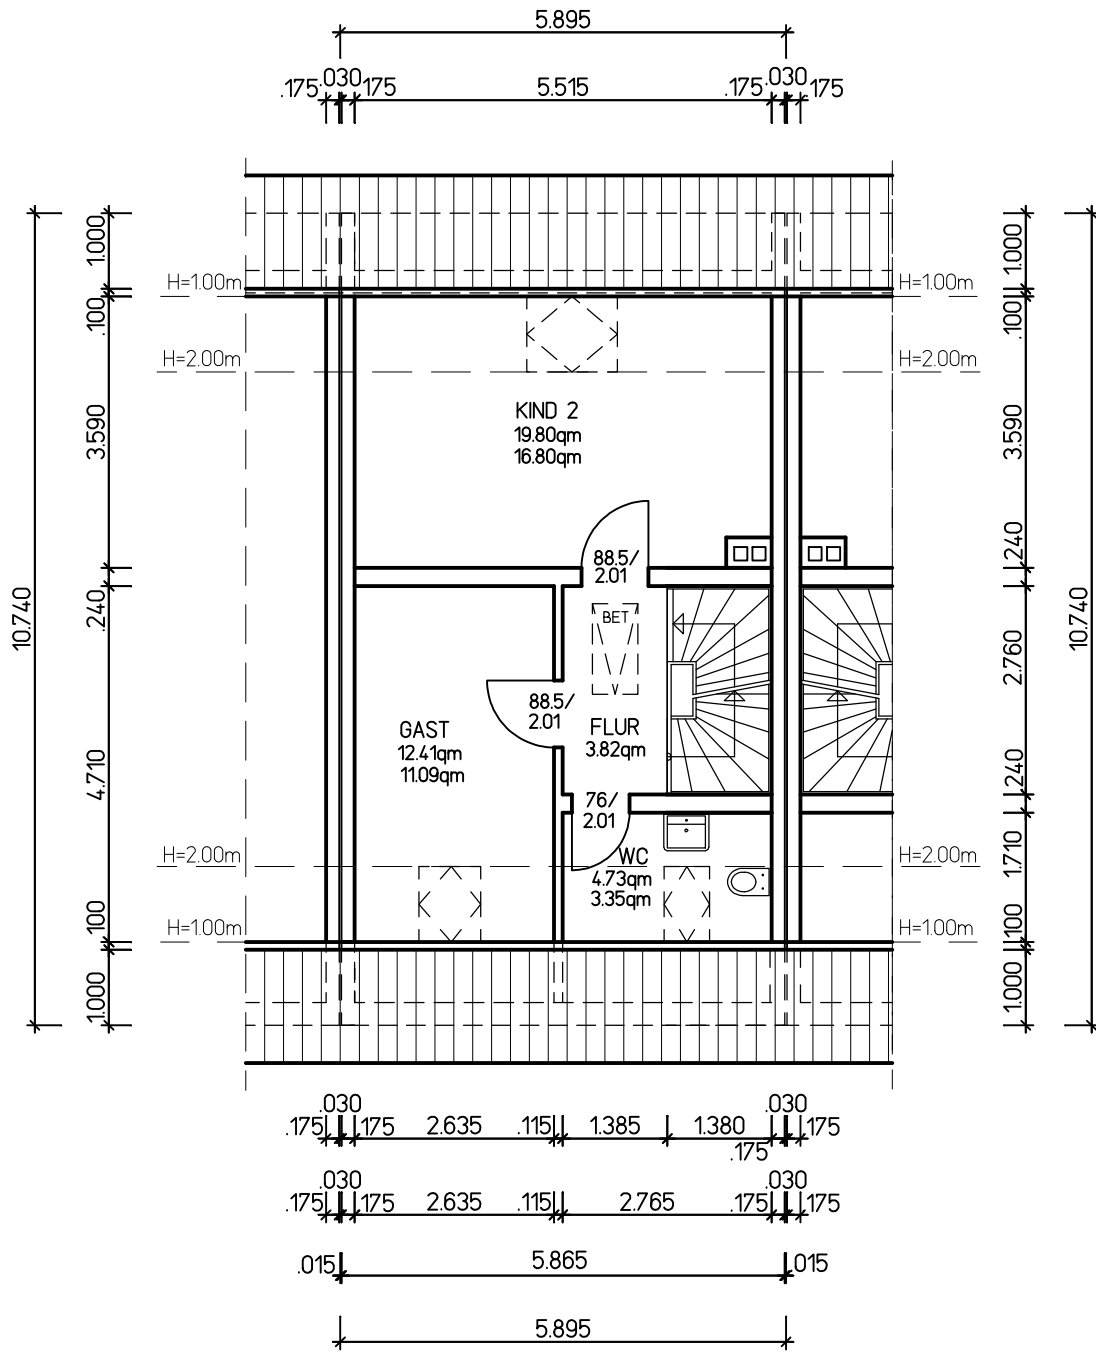 5.895
.175 .030 .175 5.515 .175 .030 .175
1.000
.100
3.590
.240
4.710
.100
1.000
10.740
H=1.00m
H=2.00m
H=2.00m
H=1.00m
KIND 2
19.80qm
16.80qm
88.5/
2.01
BET
88.5/
2.01
GAST
12.41qm
11.09qm
FLUR
3.82qm
76/
2.01
WC
4.73qm
3.35qm
H=1.00m
H=2.00m
H=2.00m
H=1.00m
1.000
.100
3.590
.240
2.760
.240
1.710
.100
1.000
10.740
.030 .030
.175 .175 2.635 .115 1.385 1.380 .175 .175
.030 .030
.175 .175 2.635 .115 2.765 .175 .175
.015 5.865 .015
5.895